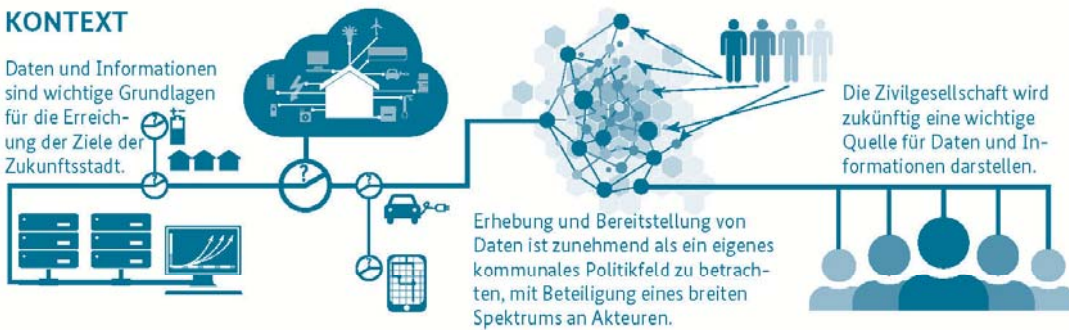 KONTEXT
Daten und Informationen
sind wichtige Grundlagen
für die Erreich-
ung der Ziele der
Zukunftsstadt.
?
?
?
?
?
Erhebung und Bereitstellung von
Daten ist zunehmend als ein eigenes
kommunales Politikfeld zu betrach-
ten, mit Beteiligung eines breiten
Spektrums an Akteuren.
Die Zivilgesellschaft wird
zukünftig eine wichtige
Quelle für Daten und In-
formationen darstellen.